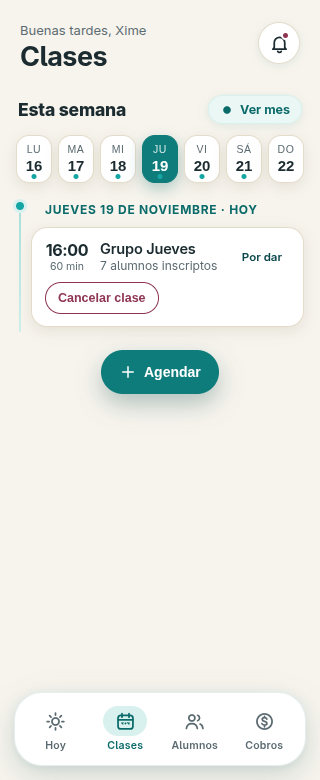 Buenas tardes, Xime
Clases
Esta semana
Ver mes
LU MA MI JU VI SÁ DO
16 17 18 19 20 21 22
JUEVES 19 DE NOVIEMBRE · HOY
16:00 Grupo Jueves
60 min 7 alumnos inscriptos
Por dar
Cancelar clase
Agendar
Hoy Clases Alumnos Cobros